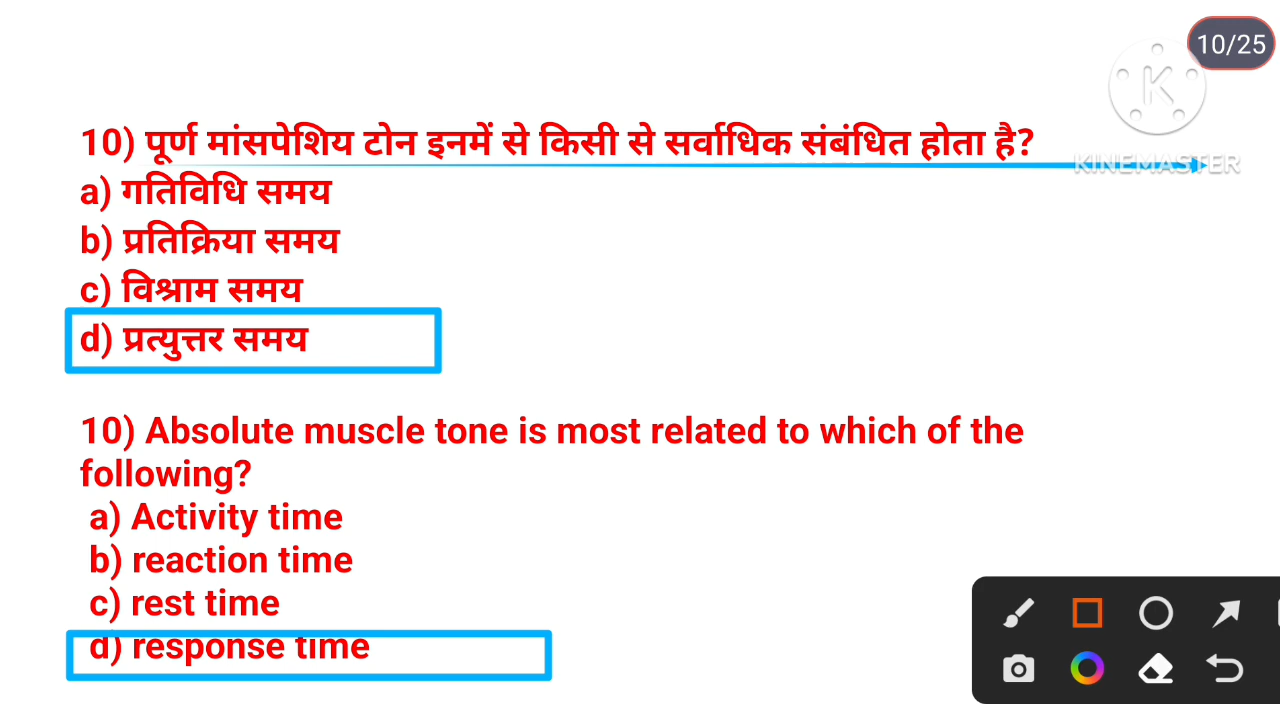 10/25
K
KINEMASTER
10) पूर्ण मांसपेशिय टोन इनमें से किसी से सर्वाधिक संबंधित होता है?
a) गतिविधि समय
b) प्रतिक्रिया समय
c) विश्राम समय
d) प्रत्युत्तर समय
10) Absolute muscle tone is most related to which of the
following?
a) Activity time
b) reaction time
c) rest time
d) response time